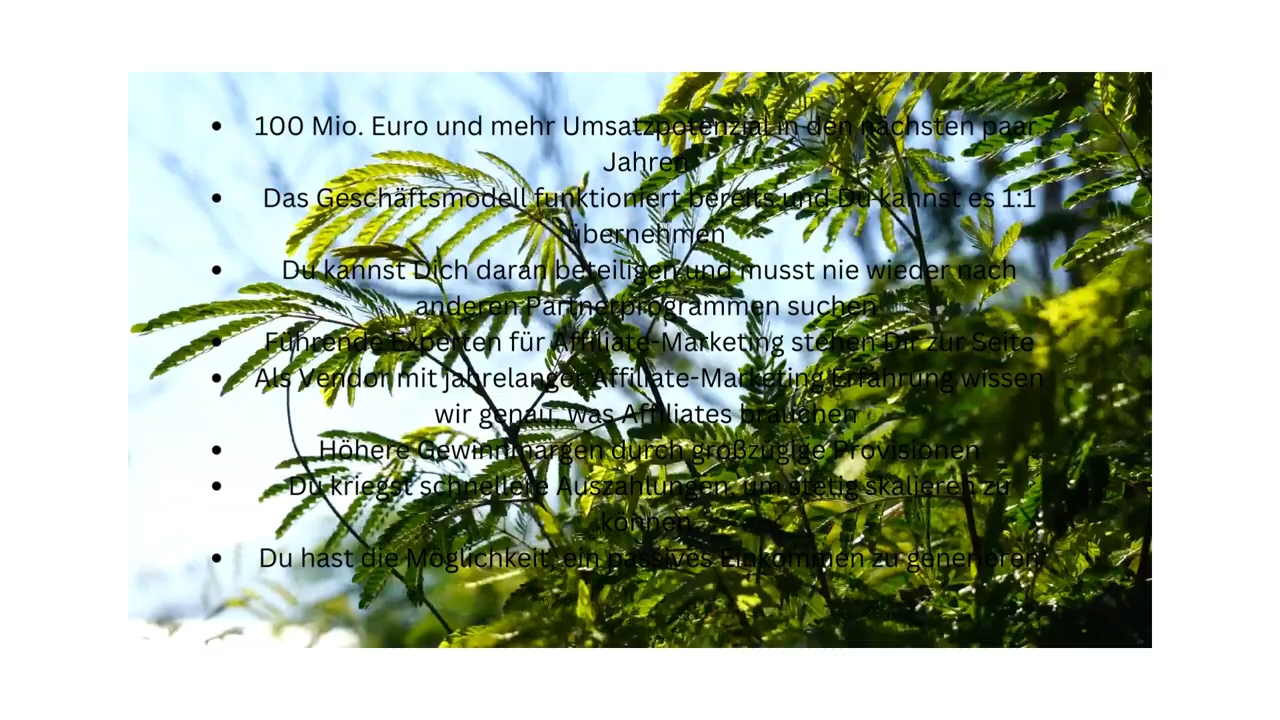 • 100 Mio. Euro und mehr Umsatzpotenzial in den nächsten paar
Jahren
• Das Geschäftsmodell funktioniert bereits und Du kannst es 1:1
übernehmen
• Du kannst Dich daran beteiligen und musst nie wieder nach
anderen Partnerprogrammen suchen
• Führende Experten für Affiliate-Marketing stehen Dir zur Seite
• Als Vendor mit jahrelanger Affiliate-Marketing Erfahrung wissen
wir genau, was Affiliates brauchen
• Höhere Gewinnmargen durch großzügige Provisionen
• Du kriegst schnellere Auszahlungen, um stetig skalieren zu
können
• Du hast die Möglichkeit, ein passives Einkommen zu generieren